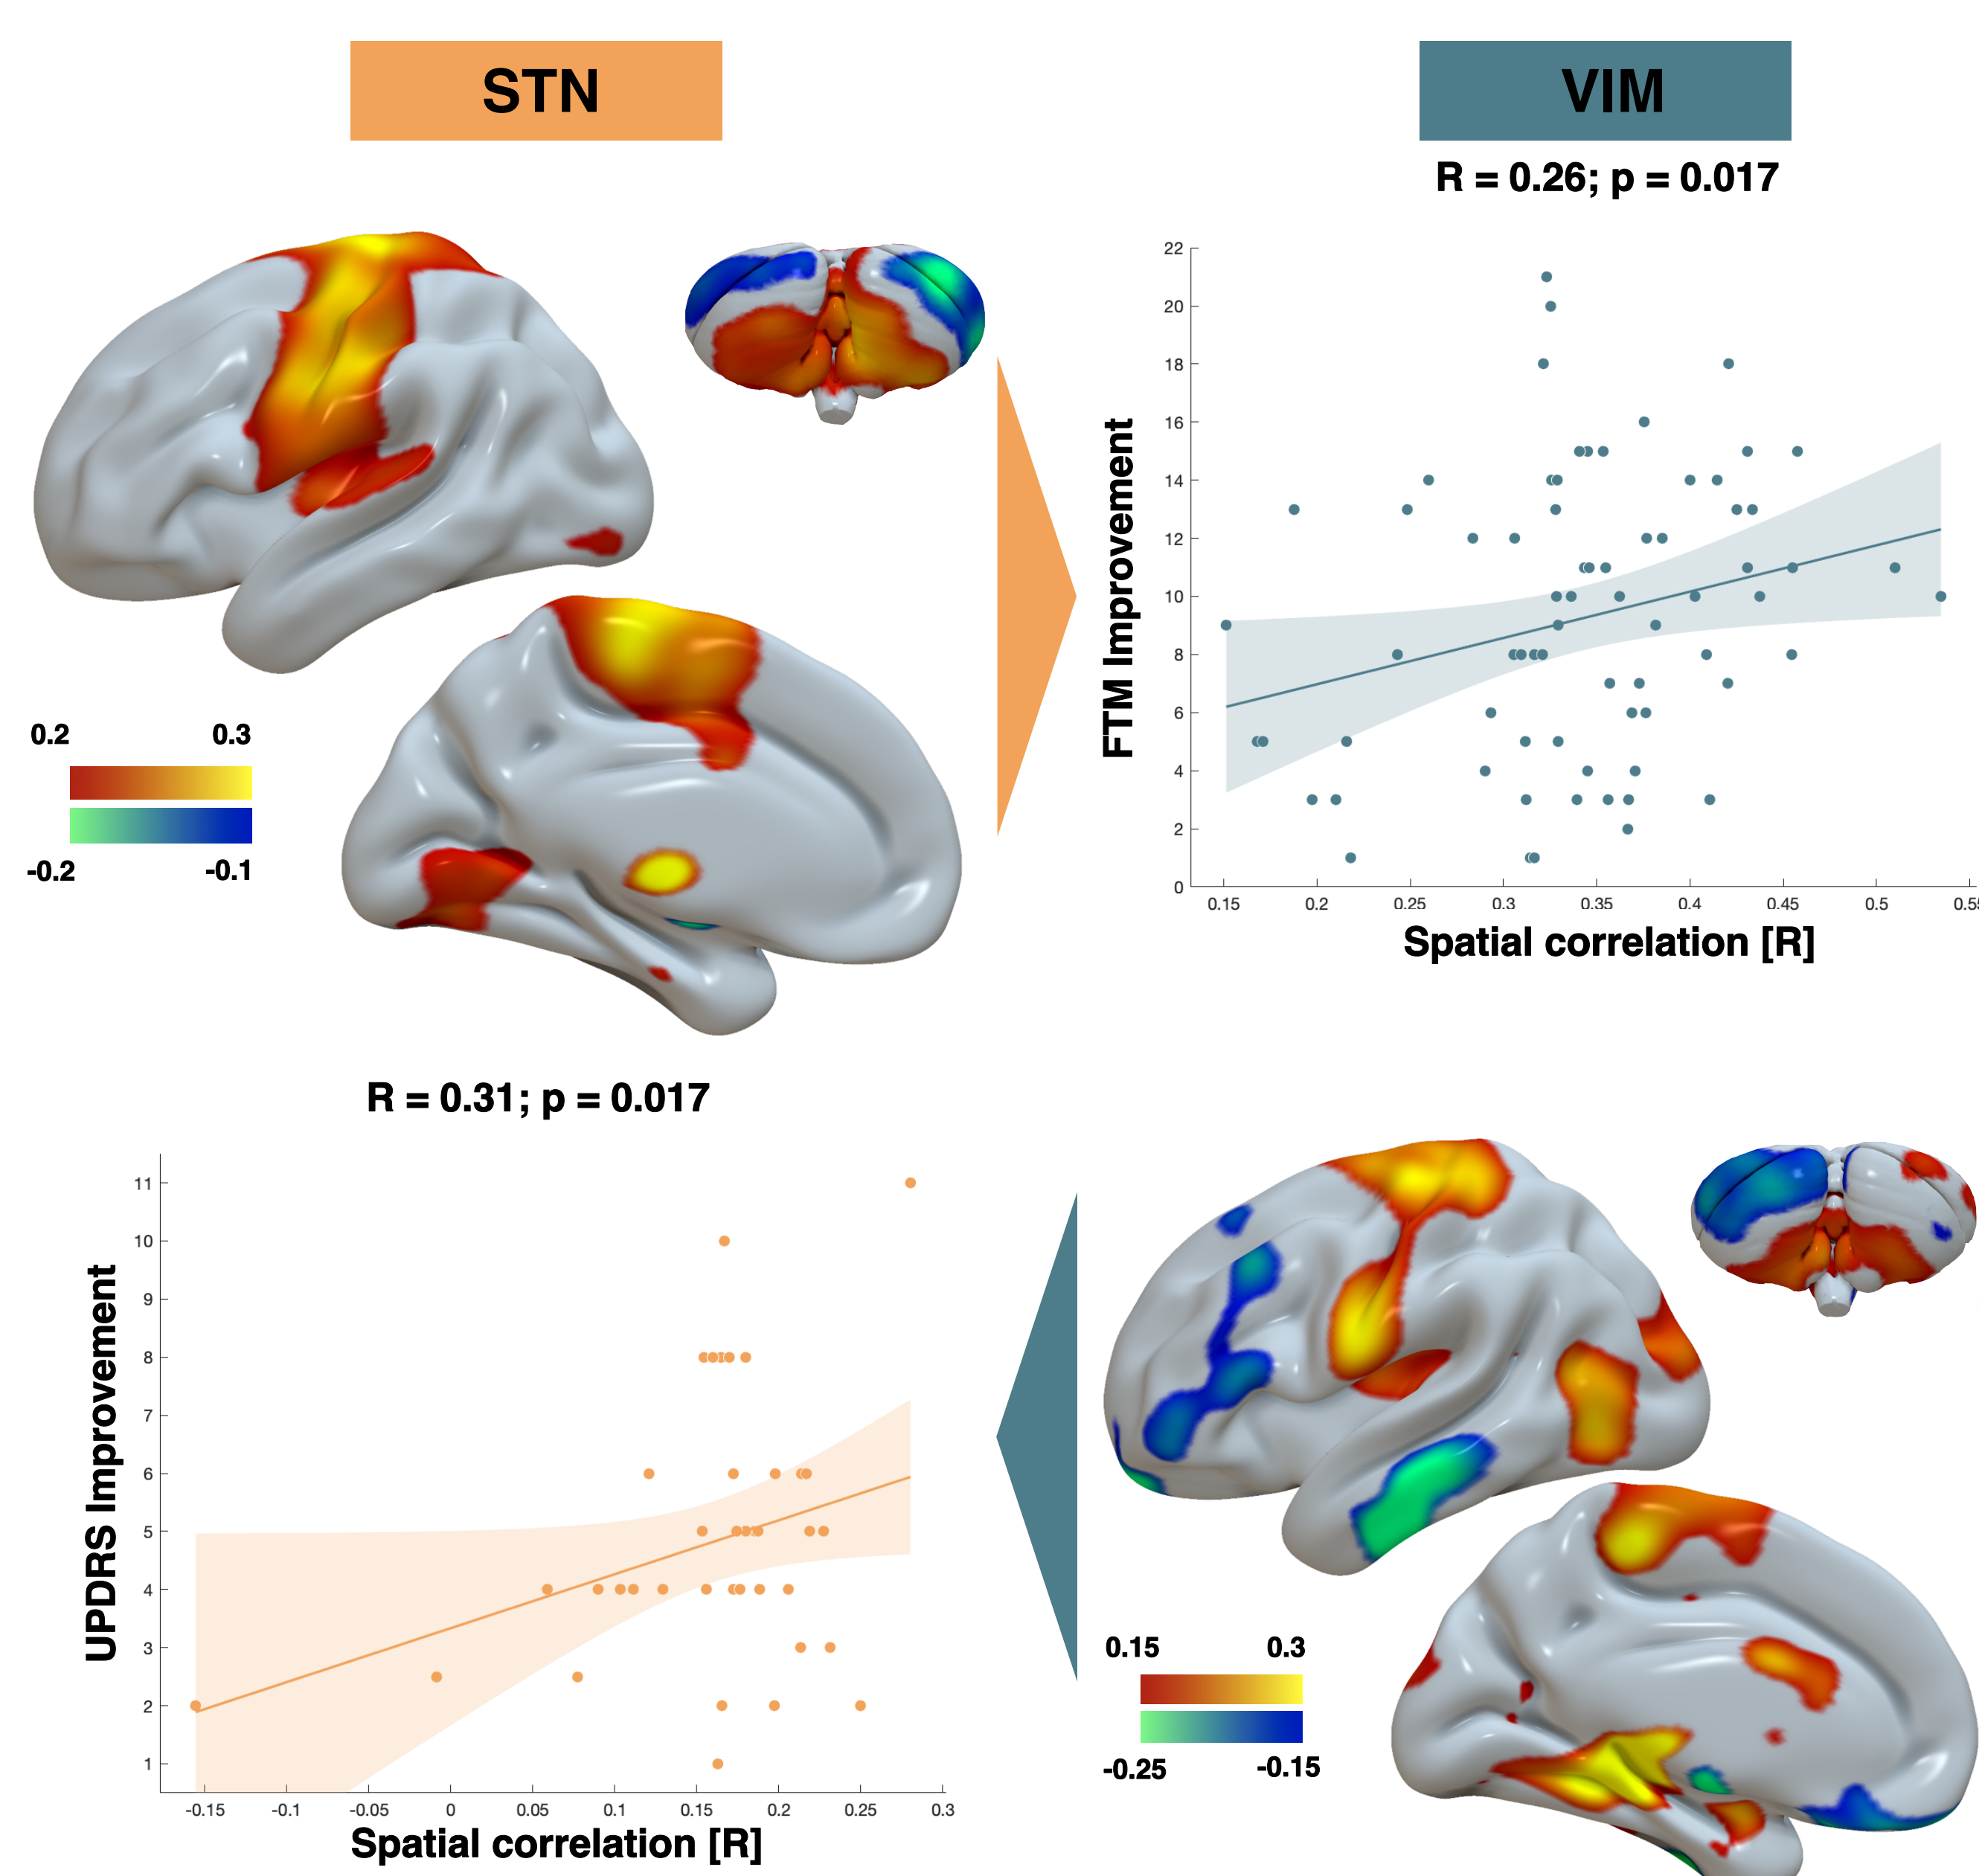 STN
VIM
R = 0.26; p = 0.017
22
20
18
16
14
12
10
8
6
4
2
0
FTM Improvement
0.15 0.2 0.25 0.3 0.35 0.4 0.45 0.5 0.55
Spatial correlation [R]
0.2 0.3
-0.2 -0.1
R = 0.31; p = 0.017
11
10
9
8
7
6
5
4
3
2
1
UPDRS Improvement
-0.15 -0.1 -0.05 0 0.05 0.1 0.15 0.2 0.25 0.3
Spatial correlation [R]
0.15 0.3
-0.25 -0.15